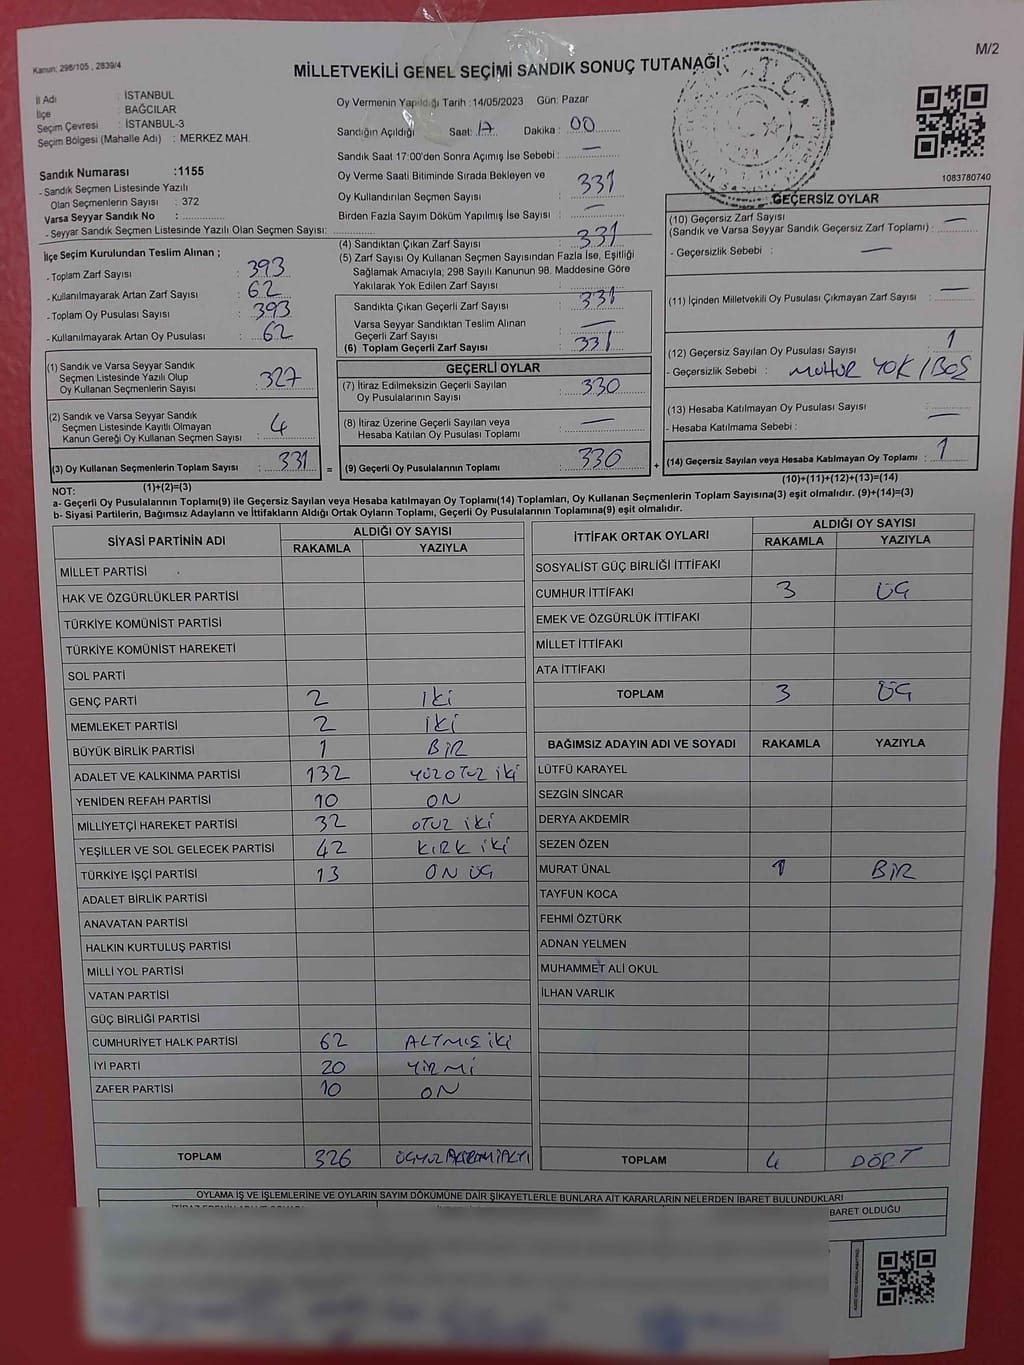 Kanun: 298/105 , 2839/4
M/2
MİLLETVEKİLİ GENEL SEÇİMİ SANDIK SONUÇ TUTANAĞI
T.C.
İl Adı : İSTANBUL
İlçe : BAĞCILAR
Seçim Çevresi : İSTANBUL-3
Seçim Bölgesi (Mahalle Adı) : MERKEZ MAH.
Sandık Numarası :1155
- Sandık Seçmen Listesinde Yazılı
Olan Seçmenlerin Sayısı : 372
Varsa Seyyar Sandık No :
- Seyyar Sandık Seçmen Listesinde Yazılı Olan Seçmen Sayısı:
İlçe Seçim Kurulundan Teslim Alınan ;
- Toplam Zarf Sayısı : 393
- Kullanılmayarak Artan Zarf Sayısı : 62
- Toplam Oy Pusulası Sayısı : 393
- Kullanılmayarak Artan Oy Pusulası : 62
(1) Sandık ve Varsa Seyyar Sandık
Seçmen Listesinde Yazılı Olup
Oy Kullanan Seçmenlerin Sayısı : 327
(2) Sandık ve Varsa Seyyar Sandık
Seçmen Listesinde Kayıtlı Olmayan
Kanun Gereği Oy Kullanan Seçmen Sayısı : 4
(3) Oy Kullanan Seçmenlerin Toplam Sayısı : 331
(1)+(2)=(3)
Oy Vermenin Yapıldığı Tarih :14/05/2023 Gün: Pazar
Sandığın Açıldığı Saat: 17 Dakika : 00
Sandık Saat 17:00'den Sonra Açımış İse Sebebi : —
Oy Verme Saati Bitiminde Sırada Bekleyen ve
Oy Kullandırılan Seçmen Sayısı : 331
Birden Fazla Sayım Döküm Yapılmış İse Sayısı : —
(4) Sandıktan Çıkan Zarf Sayısı : 331
(5) Zarf Sayısı Oy Kullanan Seçmen Sayısından Fazla İse, Eşitliği
Sağlamak Amacıyla; 298 Sayılı Kanunun 98. Maddesine Göre
Yakılarak Yok Edilen Zarf Sayısı :
Sandıkta Çıkan Geçerli Zarf Sayısı : 331
Varsa Seyyar Sandıktan Teslim Alınan
Geçerli Zarf Sayısı : —
(6) Toplam Geçerli Zarf Sayısı : 331
GEÇERLİ OYLAR
(7) İtiraz Edilmeksizin Geçerli Sayılan
Oy Pusulalarının Sayısı : 330
(8) İtiraz Üzerine Geçerli Sayılan veya
Hesaba Katılan Oy Pusulası Toplamı : —
= (9) Geçerli Oy Pusulalarının Toplamı : 330 +
1083780740
GEÇERSİZ OYLAR
(10) Geçersiz Zarf Sayısı
(Sandık ve Varsa Seyyar Sandık Geçersiz Zarf Toplamı) : —
- Geçersizlik Sebebi : —
(11) İçinden Milletvekili Oy Pusulası Çıkmayan Zarf Sayısı : —
(12) Geçersiz Sayılan Oy Pusulası Sayısı : 1
- Geçersizlik Sebebi : MÜHÜR YOK / BOŞ
(13) Hesaba Katılmayan Oy Pusulası Sayısı : —
- Hesaba Katılmama Sebebi :
(14) Geçersiz Sayılan veya Hesaba Katılmayan Oy Toplamı : 1
(10)+(11)+(12)+(13)=(14)
NOT:
a- Geçerli Oy Pusulalarının Toplamı(9) ile Geçersiz Sayılan veya Hesaba katılmayan Oy Toplamı(14) Toplamları, Oy Kullanan Seçmenlerin Toplam Sayısına(3) eşit olmalıdır. (9)+(14)=(3)
b- Siyasi Partilerin, Bağımsız Adayların ve İttifakların Aldığı Ortak Oyların Toplamı, Geçerli Oy Pusulalarının Toplamına(9) eşit olmalıdır.
SİYASİ PARTİNİN ADI ALDIĞI OY SAYISI
RAKAMLA YAZIYLA
MİLLET PARTİSİ
HAK VE ÖZGÜRLÜKLER PARTİSİ
TÜRKİYE KOMÜNİST PARTİSİ
TÜRKİYE KOMÜNİST HAREKETİ
SOL PARTİ
GENÇ PARTİ 2 İKİ
MEMLEKET PARTİSİ 2 İKİ
BÜYÜK BİRLİK PARTİSİ 1 BİR
ADALET VE KALKINMA PARTİSİ 132 YÜZOTUZ İKİ
YENİDEN REFAH PARTİSİ 10 ON
MİLLİYETÇİ HAREKET PARTİSİ 32 OTUZ İKİ
YEŞİLLER VE SOL GELECEK PARTİSİ 42 KIRK İKİ
TÜRKİYE İŞÇİ PARTİSİ 13 ON ÜÇ
ADALET BİRLİK PARTİSİ
ANAVATAN PARTİSİ
HALKIN KURTULUŞ PARTİSİ
MİLLİ YOL PARTİSİ
VATAN PARTİSİ
GÜÇ BİRLİĞİ PARTİSİ
CUMHURİYET HALK PARTİSİ 62 ALTMIŞ İKİ
İYİ PARTİ 20 YİRMİ
ZAFER PARTİSİ 10 ON
TOPLAM 326
İTTİFAK ORTAK OYLARI ALDIĞI OY SAYISI
RAKAMLA YAZIYLA
SOSYALİST GÜÇ BİRLİĞİ İTTİFAKI
CUMHUR İTTİFAKI 3 ÜÇ
EMEK VE ÖZGÜRLÜK İTTİFAKI
MİLLET İTTİFAKI
ATA İTTİFAKI
TOPLAM 3 ÜÇ
BAĞIMSIZ ADAYIN ADI VE SOYADI RAKAMLA YAZIYLA
LÜTFÜ KARAYEL
SEZGİN SİNCAR
DERYA AKDEMİR
SEZEN ÖZEN
MURAT ÜNAL 1 BİR
TAYFUN KOCA
FEHMİ ÖZTÜRK
ADNAN YELMEN
MUHAMMET ALİ OKUL
İLHAN VARLIK
TOPLAM 4 DÖRT
OYLAMA İŞ VE İŞLEMLERİNE VE OYLARIN SAYIM DÖKÜMÜNE DAİR ŞİKAYETLERLE BUNLARA AİT KARARLARIN NELERDEN İBARET BULUNDUKLARI
BARET OLDUĞU